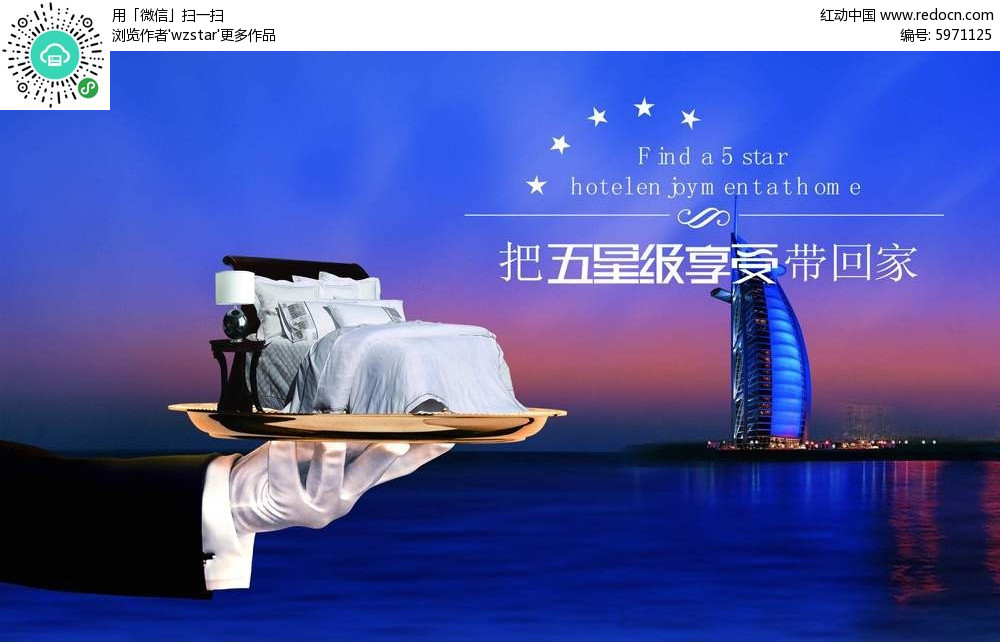 用「微信」扫一扫
浏览作者'wzstar'更多作品
红动中国 www.redocn.com
编号: 5971125
Find a 5 star
hotelenjoymentathome
把五星级享受带回家